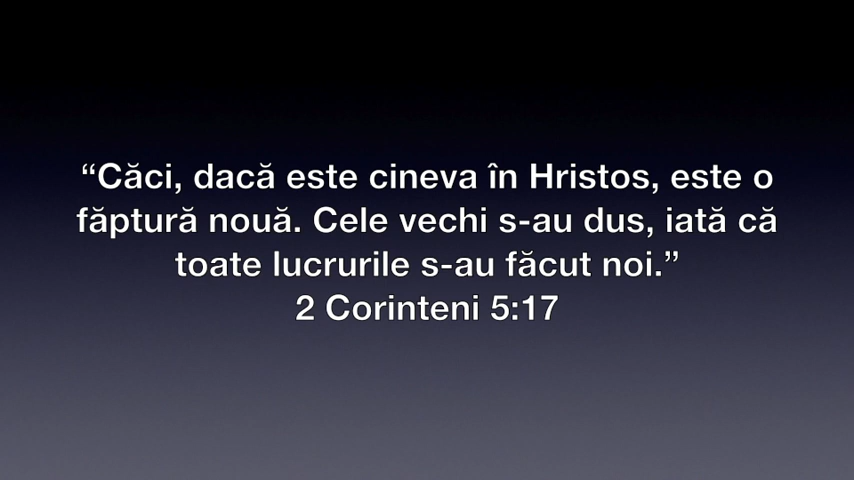 “Căci, dacă este cineva în Hristos, este o
făptură nouă. Cele vechi s-au dus, iată că
toate lucrurile s-au făcut noi.”
2 Corinteni 5:17